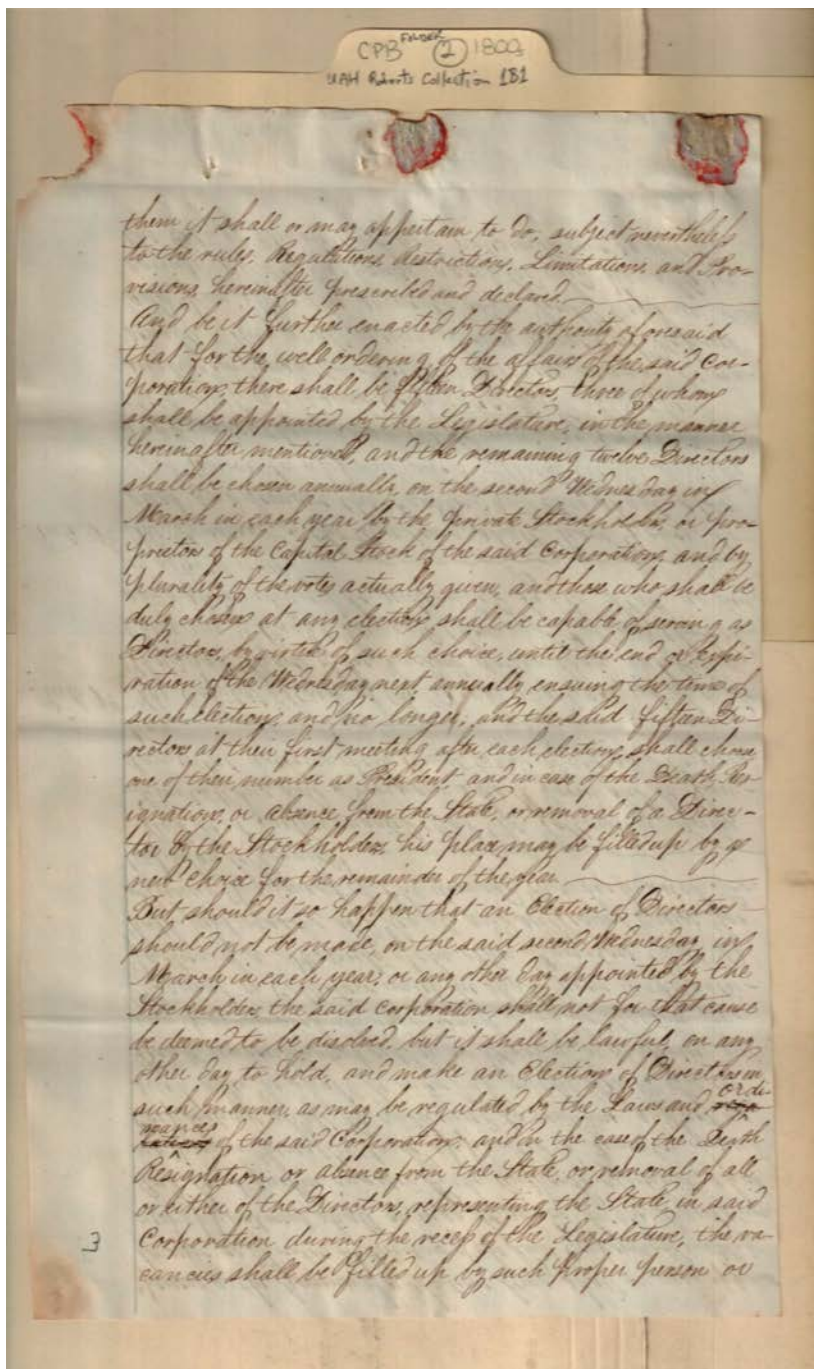 CPB FOLDER 2 1800s
UAH Roberts Collection 1B1
them it shall or may appertain to do, subject nevertheless
to the rules, Regulations, Restrictions, Limitations, and Pro-
visions, hereinafter prescribed and declared
And be it further enacted by the authority aforesaid
that for the well ordering of the affairs of the said Cor-
poration, there shall be fifteen Directors, three of whom
shall be appointed by the Legislature, in the manner
hereinafter mentioned, and the remaining twelve Directors
shall be chosen annually, on the second Wednesday in
March in each year by the private Stockholders, or pro-
prietors of the Capital Stock of the said Corporation, and by
plurality of the votes actually given, and those who shall be
duly chosen at any election, shall be capable of serving as
Director, by virtue of such choice, until the end or Expi-
ration of the Wednesday next, annually ensuing the time of
such election, and no longer, and the said fifteen Di-
rectors at their first meeting after each election, shall choose
one of their number as President, and in case of the Death, Res-
ignation, or absence from the State, or removal of a Direc-
tor by the Stockholders, his place may be filled up by a
new choice for the remainder of the year
But should it so happen that an Election of Directors
should not be made, on the said second Wednesday in
March in each year, or any other day appointed by the
Stockholders, the said Corporation shall not for that cause
be deemed to be disolved, but it shall be lawful, on any
other day to hold, and make an Election of Directors in
such manner, as may be regulated by the Laws and ordi
nances of the said Corporation, and in the case of the Death
Resignation or absence from the State, or removal of all
or either of the Directors, representing the State in said
Corporation during the recess of the Legislature, the va-
cancies shall be filled up by such proper person or
3